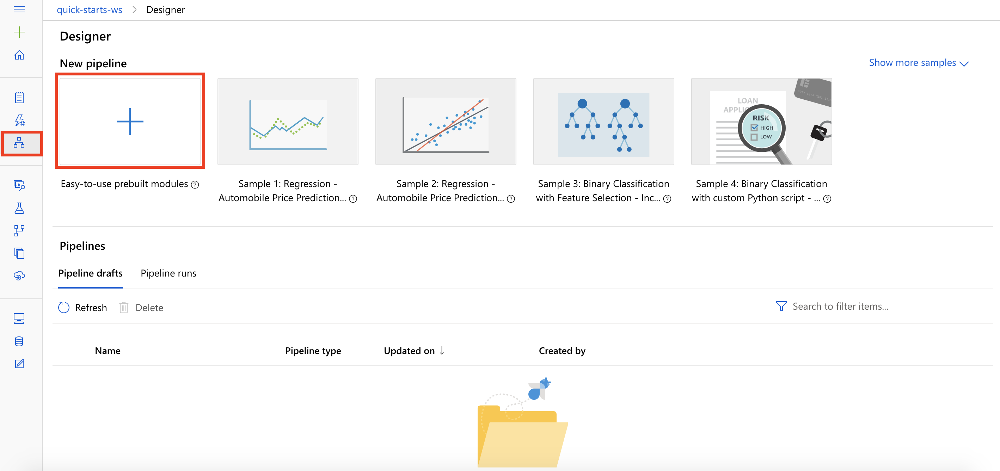 quick-starts-ws > Designer
Designer
New pipeline
Show more samples
LOAN
APPLIC
RISK
HIGH
LOW
Easy-to-use prebuilt modules
Sample 1: Regression -
Automobile Price Prediction...
Sample 2: Regression -
Automobile Price Prediction...
Sample 3: Binary Classification
with Feature Selection - Inc...
Sample 4: Binary Classification
with custom Python script - ...
Pipelines
Pipeline drafts Pipeline runs
Refresh Delete Search to filter items...
Name Pipeline type Updated on ↓ Created by